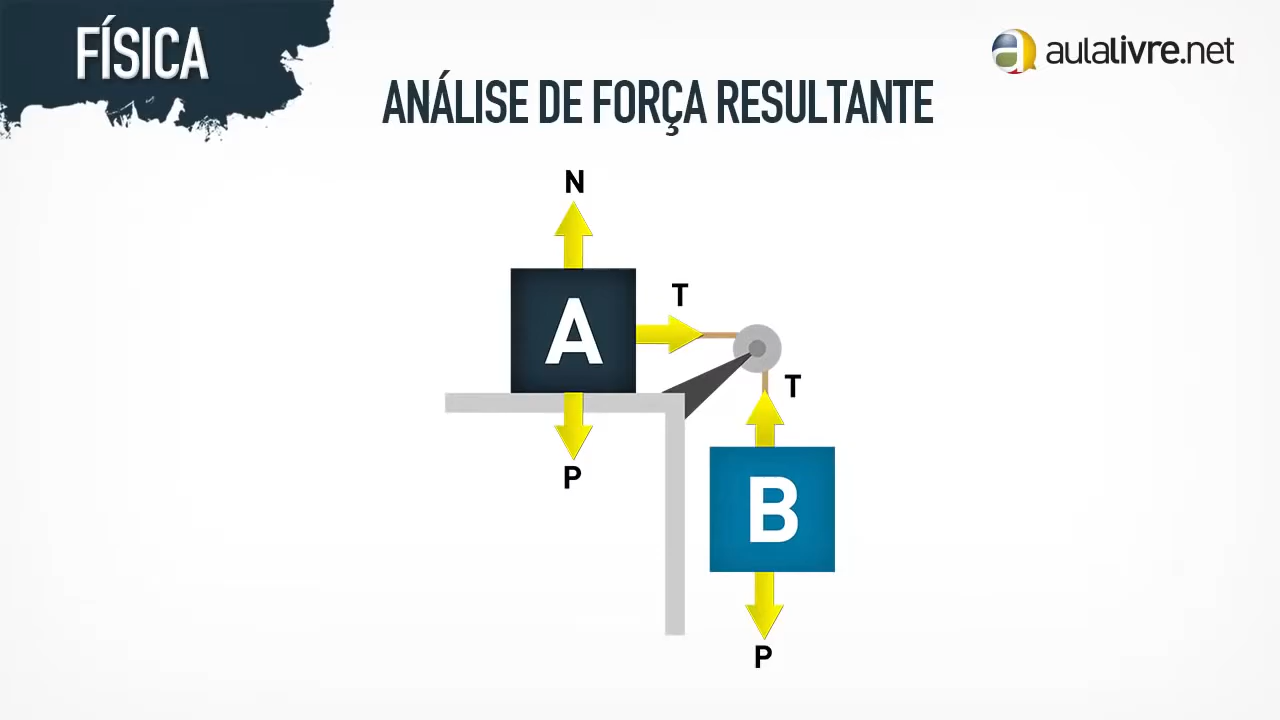 FÍSICA
aulalivre.net
ANÁLISE DE FORÇA RESULTANTE
N
A
T
T
P
B
P